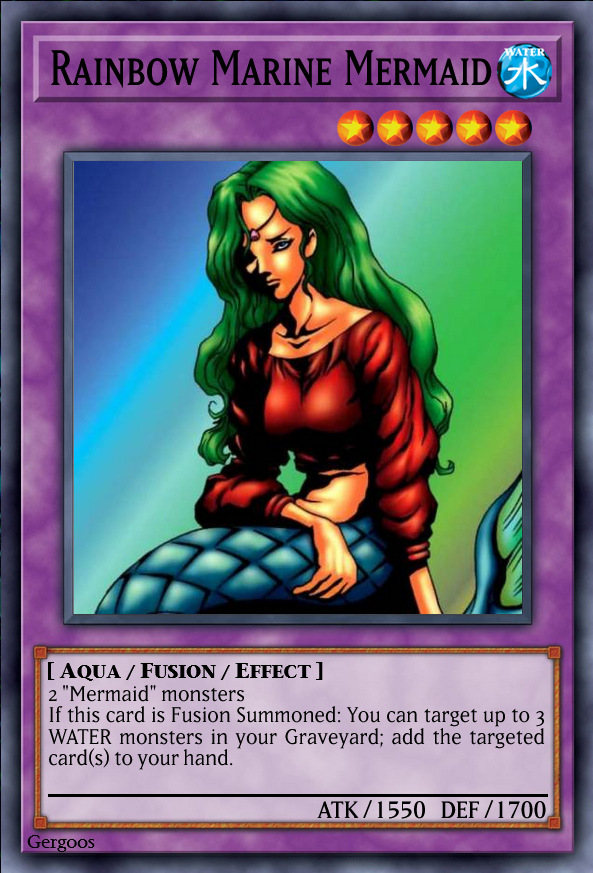 Rainbow Marine Mermaid
WATER
水
[ Aqua / Fusion / Effect ]
2 "Mermaid" monsters
If this card is Fusion Summoned: You can target up to 3
WATER monsters in your Graveyard; add the targeted
card(s) to your hand.
ATK / 1550 DEF / 1700
Gergoos